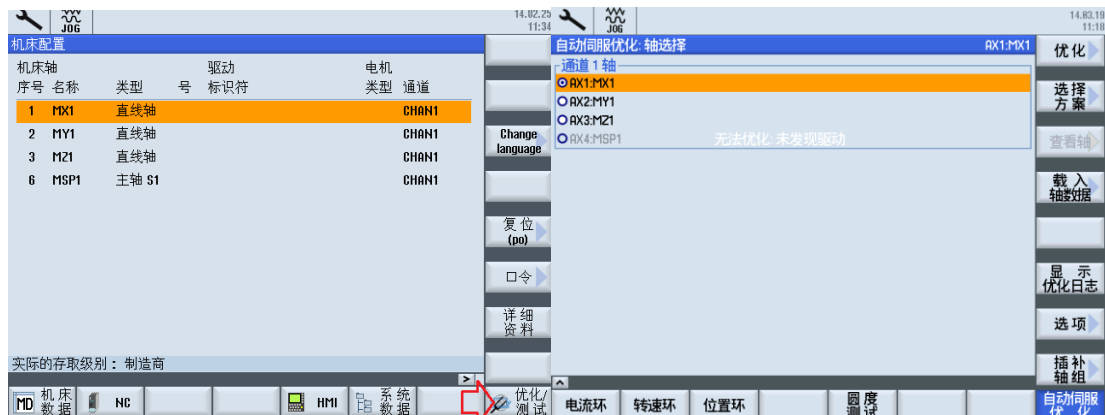 JOG
14.02.25
11:34
机床配置
机床轴 驱动 电机
序号 名称 类型 号 标识符 类型 通道
1 MX1 直线轴 CHAN1
2 MY1 直线轴 CHAN1
3 MZ1 直线轴 CHAN1
6 MSP1 主轴 S1 CHAN1
Change
language
复位
(po)
口令
详细
资料
实际的存取级别: 制造商
>
MD 机床
数据
NC
HMI
系统
数据
优化/
测试
JOG
14.03.19
11:18
自动伺服优化: 轴选择 AX1:MX1
通道 1 轴
AX1:MX1
AX2:MY1
AX3:MZ1
AX4:MSP1 无法优化: 未发现驱动
优化
选择
方案
查看轴
载入
轴数据
显示
优化日志
选项
插补
轴组
^
电流环
转速环
位置环
圆度
测试
自动伺服
优化